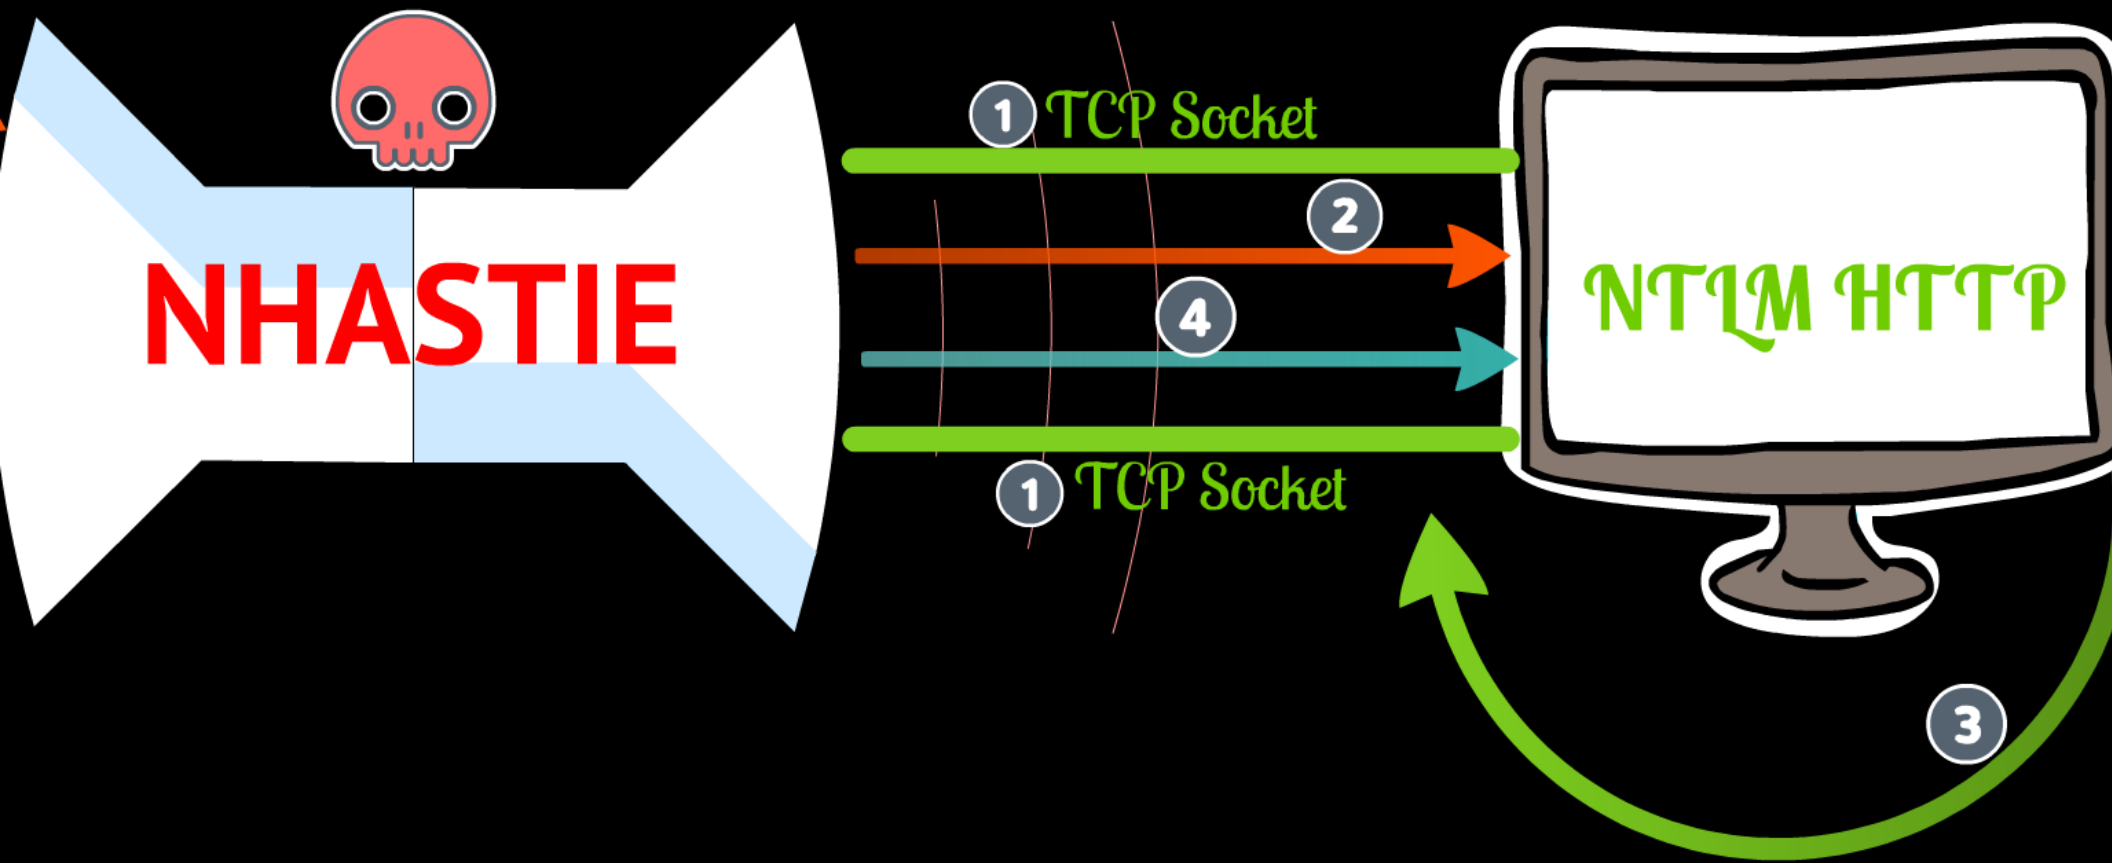 1 TCP Socket
2
NHASTIE
4
NTLM HTTP
1 TCP Socket
3